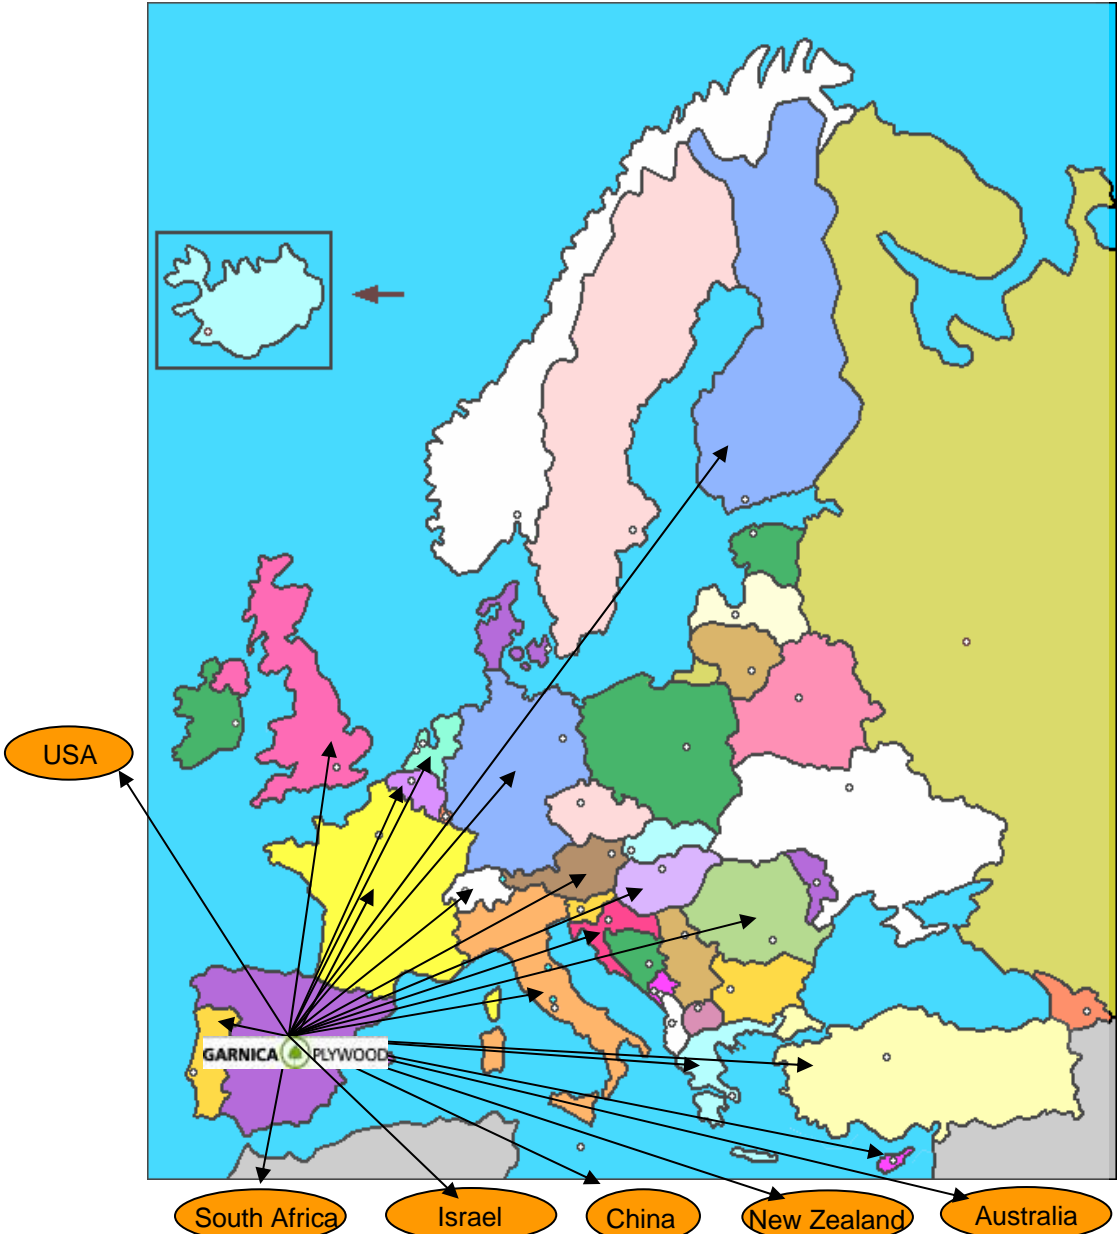 USA
GARNICA PLYWOOD
South Africa
Israel
China
New Zealand
Australia